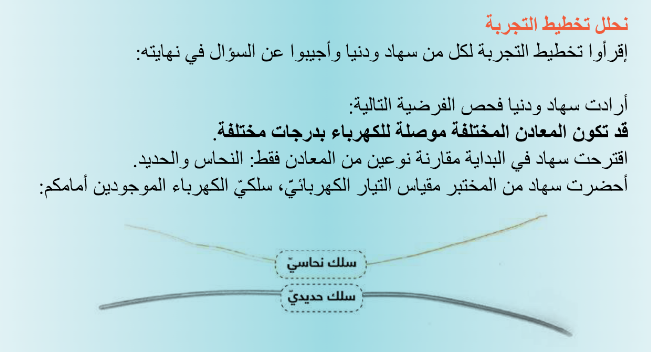 نحلل تخطيط التجربة
إقرأوا تخطيط التجربة لكل من سهاد ودنيا وأجيبوا عن السؤال في نهايته:
أرادت سهاد ودنيا فحص الفرضية التالية:
قد تكون المعادن المختلفة موصلة للكهرباء بدرجات مختلفة.
اقترحت سهاد في البداية مقارنة نوعين من المعادن فقط: النحاس والحديد.
أحضرت سهاد من المختبر مقياس التيار الكهربائيّ، سلكيّ الكهرباء الموجودين أمامكم:
سلك نحاسيّ
سلك حديديّ